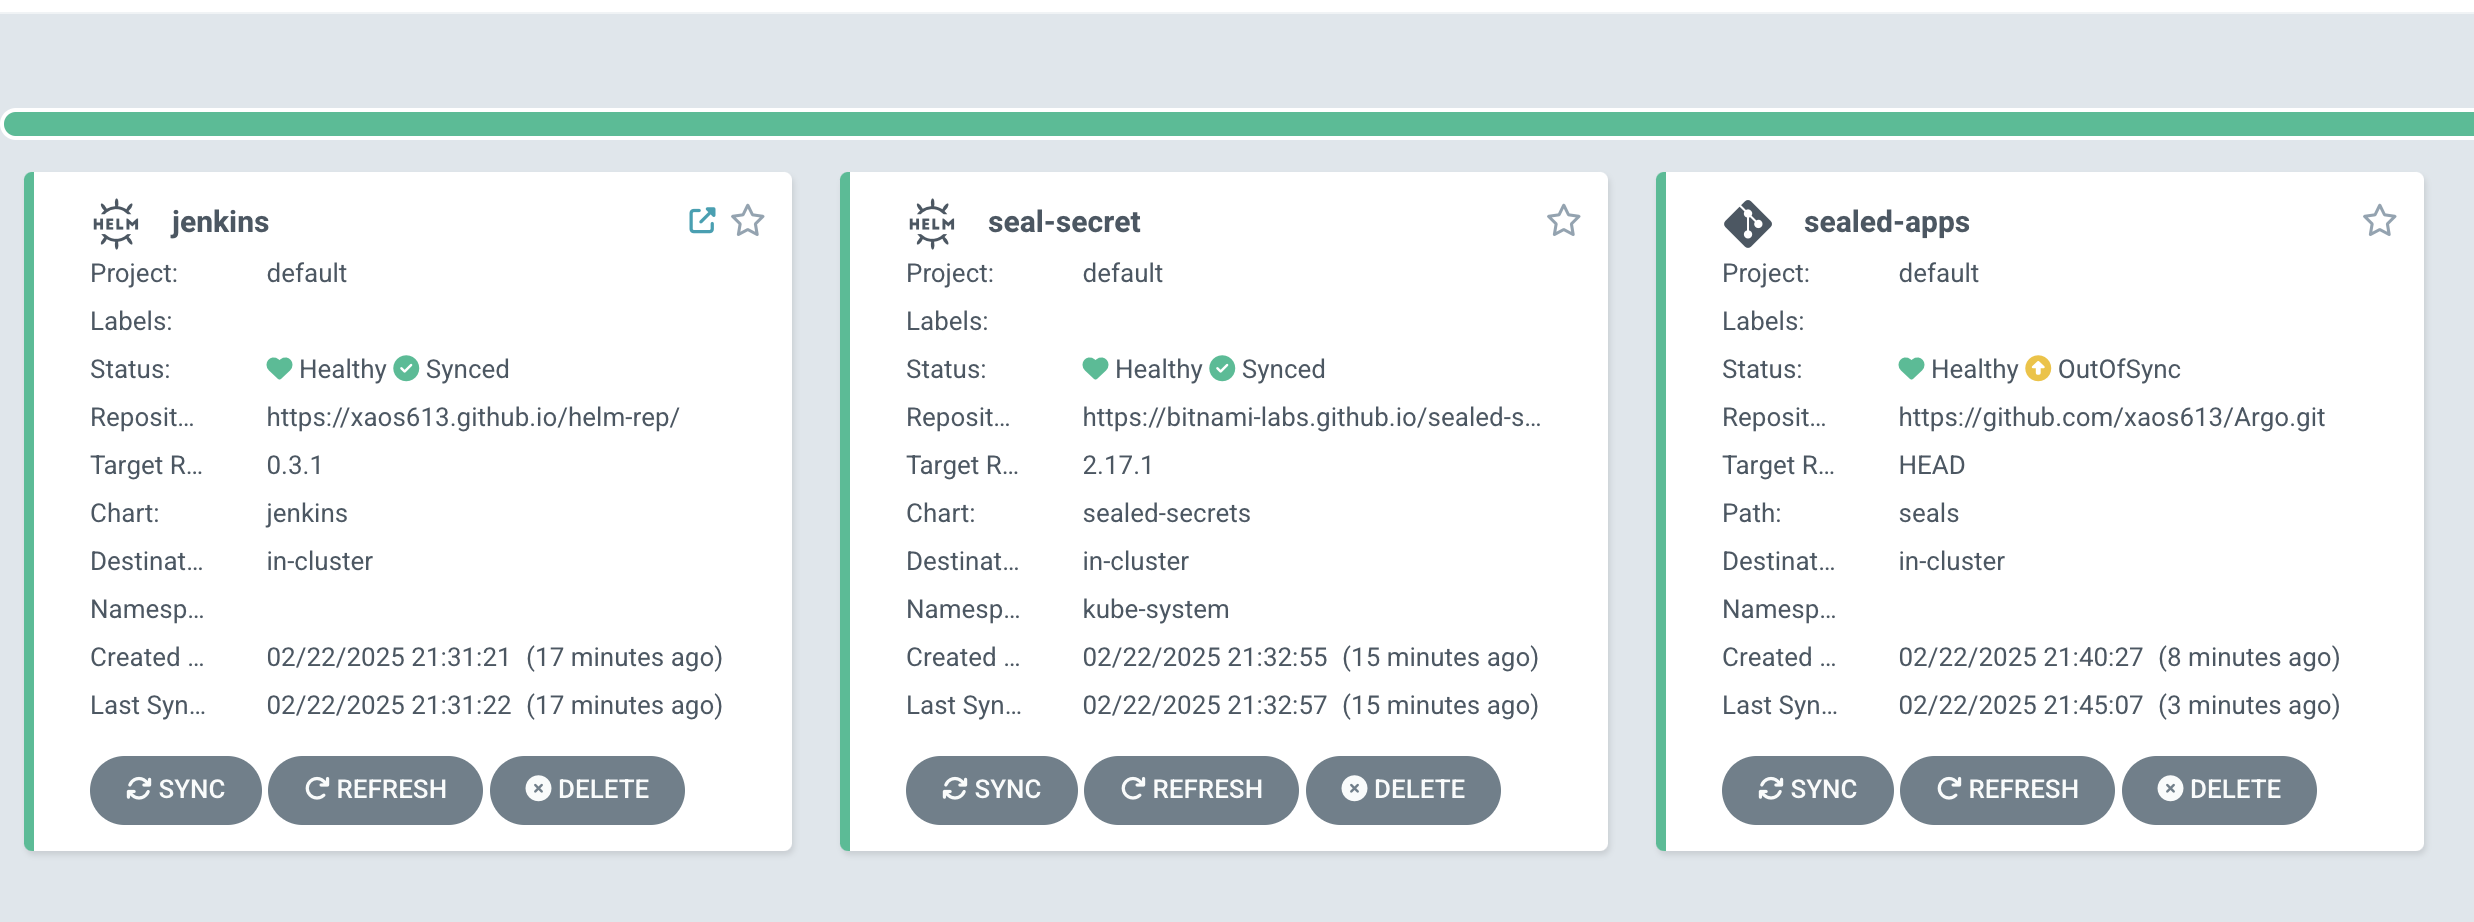 HELM jenkins
Project: default
Labels:
Status: Healthy Synced
Reposit... https://xaos613.github.io/helm-rep/
Target R... 0.3.1
Chart: jenkins
Destinat... in-cluster
Namesp...
Created ... 02/22/2025 21:31:21 (17 minutes ago)
Last Syn... 02/22/2025 21:31:22 (17 minutes ago)
SYNC REFRESH DELETE
HELM seal-secret
Project: default
Labels:
Status: Healthy Synced
Reposit... https://bitnami-labs.github.io/sealed-s...
Target R... 2.17.1
Chart: sealed-secrets
Destinat... in-cluster
Namesp... kube-system
Created ... 02/22/2025 21:32:55 (15 minutes ago)
Last Syn... 02/22/2025 21:32:57 (15 minutes ago)
SYNC REFRESH DELETE
sealed-apps
Project: default
Labels:
Status: Healthy OutOfSync
Reposit... https://github.com/xaos613/Argo.git
Target R... HEAD
Path: seals
Destinat... in-cluster
Namesp...
Created ... 02/22/2025 21:40:27 (8 minutes ago)
Last Syn... 02/22/2025 21:45:07 (3 minutes ago)
SYNC REFRESH DELETE